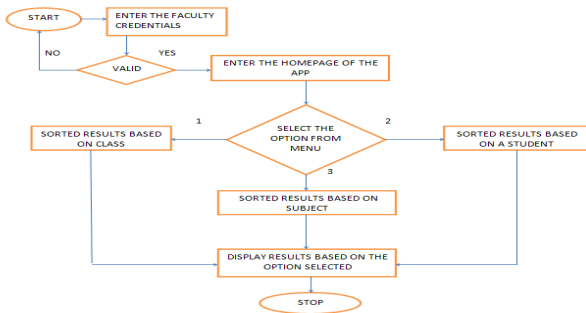 START
ENTER THE FACULTY
CREDENTIALS
NO
YES
VALID
ENTER THE HOMEPAGE OF THE
APP
1
2
SELECT THE
OPTION FROM
MENU
SORTED RESULTS BASED
ON CLASS
SORTED RESULTS BASED
ON A STUDENT
3
SORTED RESULTS BASED ON
SUBJECT
DISPLAY RESULTS BASED ON THE
OPTION SELECTED
STOP